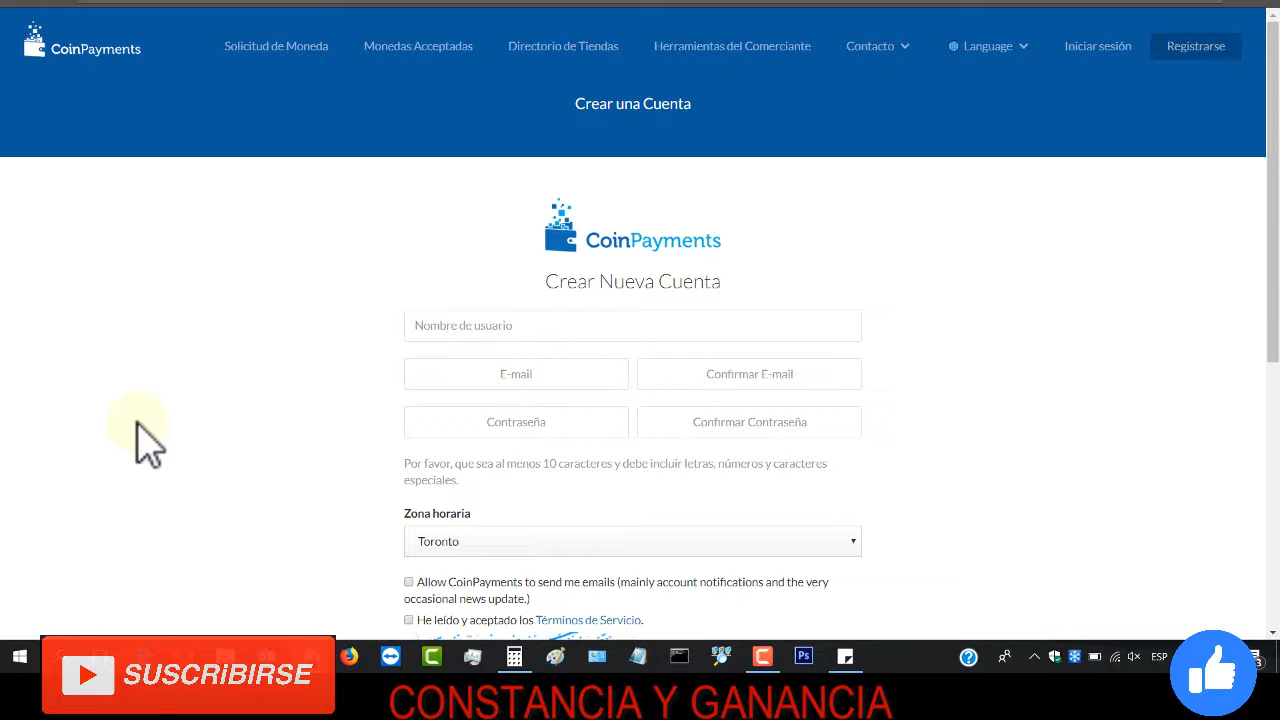 CoinPayments
Solicitud de Moneda
Monedas Acceptadas
Directorio de Tiendas
Herramientas del Comerciante
Contacto
Language
Iniciar sesión
Registrarse
Crear una Cuenta
CoinPayments
Crear Nueva Cuenta
Nombre de usuario
E-mail
Confirmar E-mail
Contraseña
Confirmar Contraseña
Por favor, que sea al menos 10 caracteres y debe incluir letras, números y caracteres
especiales.
Zona horaria
Toronto
Allow CoinPayments to send me emails (mainly account notifications and the very
occasional news update.)
He leído y aceptado los Términos de Servicio.
Ps
ESP
3
SUSCRiBIRSE
CONSTANCIA Y GANANCIA